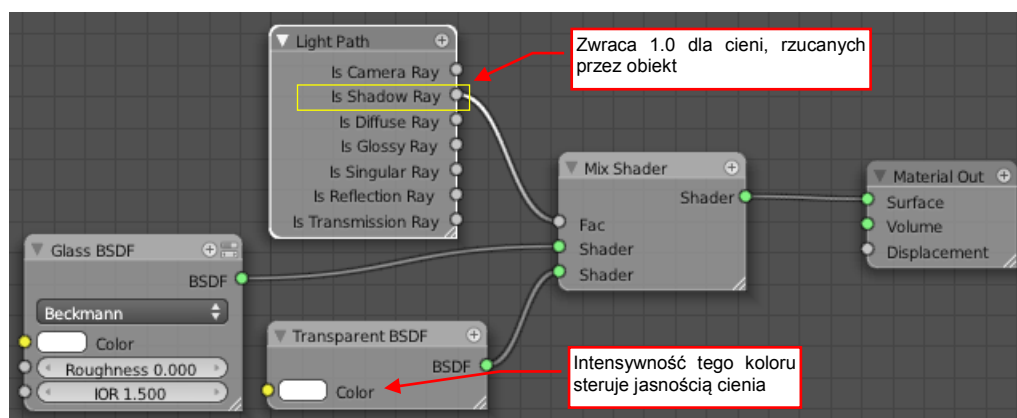 Light Path
Is Camera Ray
Is Shadow Ray
Is Diffuse Ray
Is Glossy Ray
Is Singular Ray
Is Reflection Ray
Is Transmission Ray
Zwraca 1.0 dla cieni, rzucanych
przez obiekt
Mix Shader
Shader
Fac
Shader
Shader
Material Out
Surface
Volume
Displacement
Glass BSDF
BSDF
Beckmann
Color
Roughness 0.000
IOR 1.500
Transparent BSDF
BSDF
Color
Intensywność tego koloru
steruje jasnością cienia